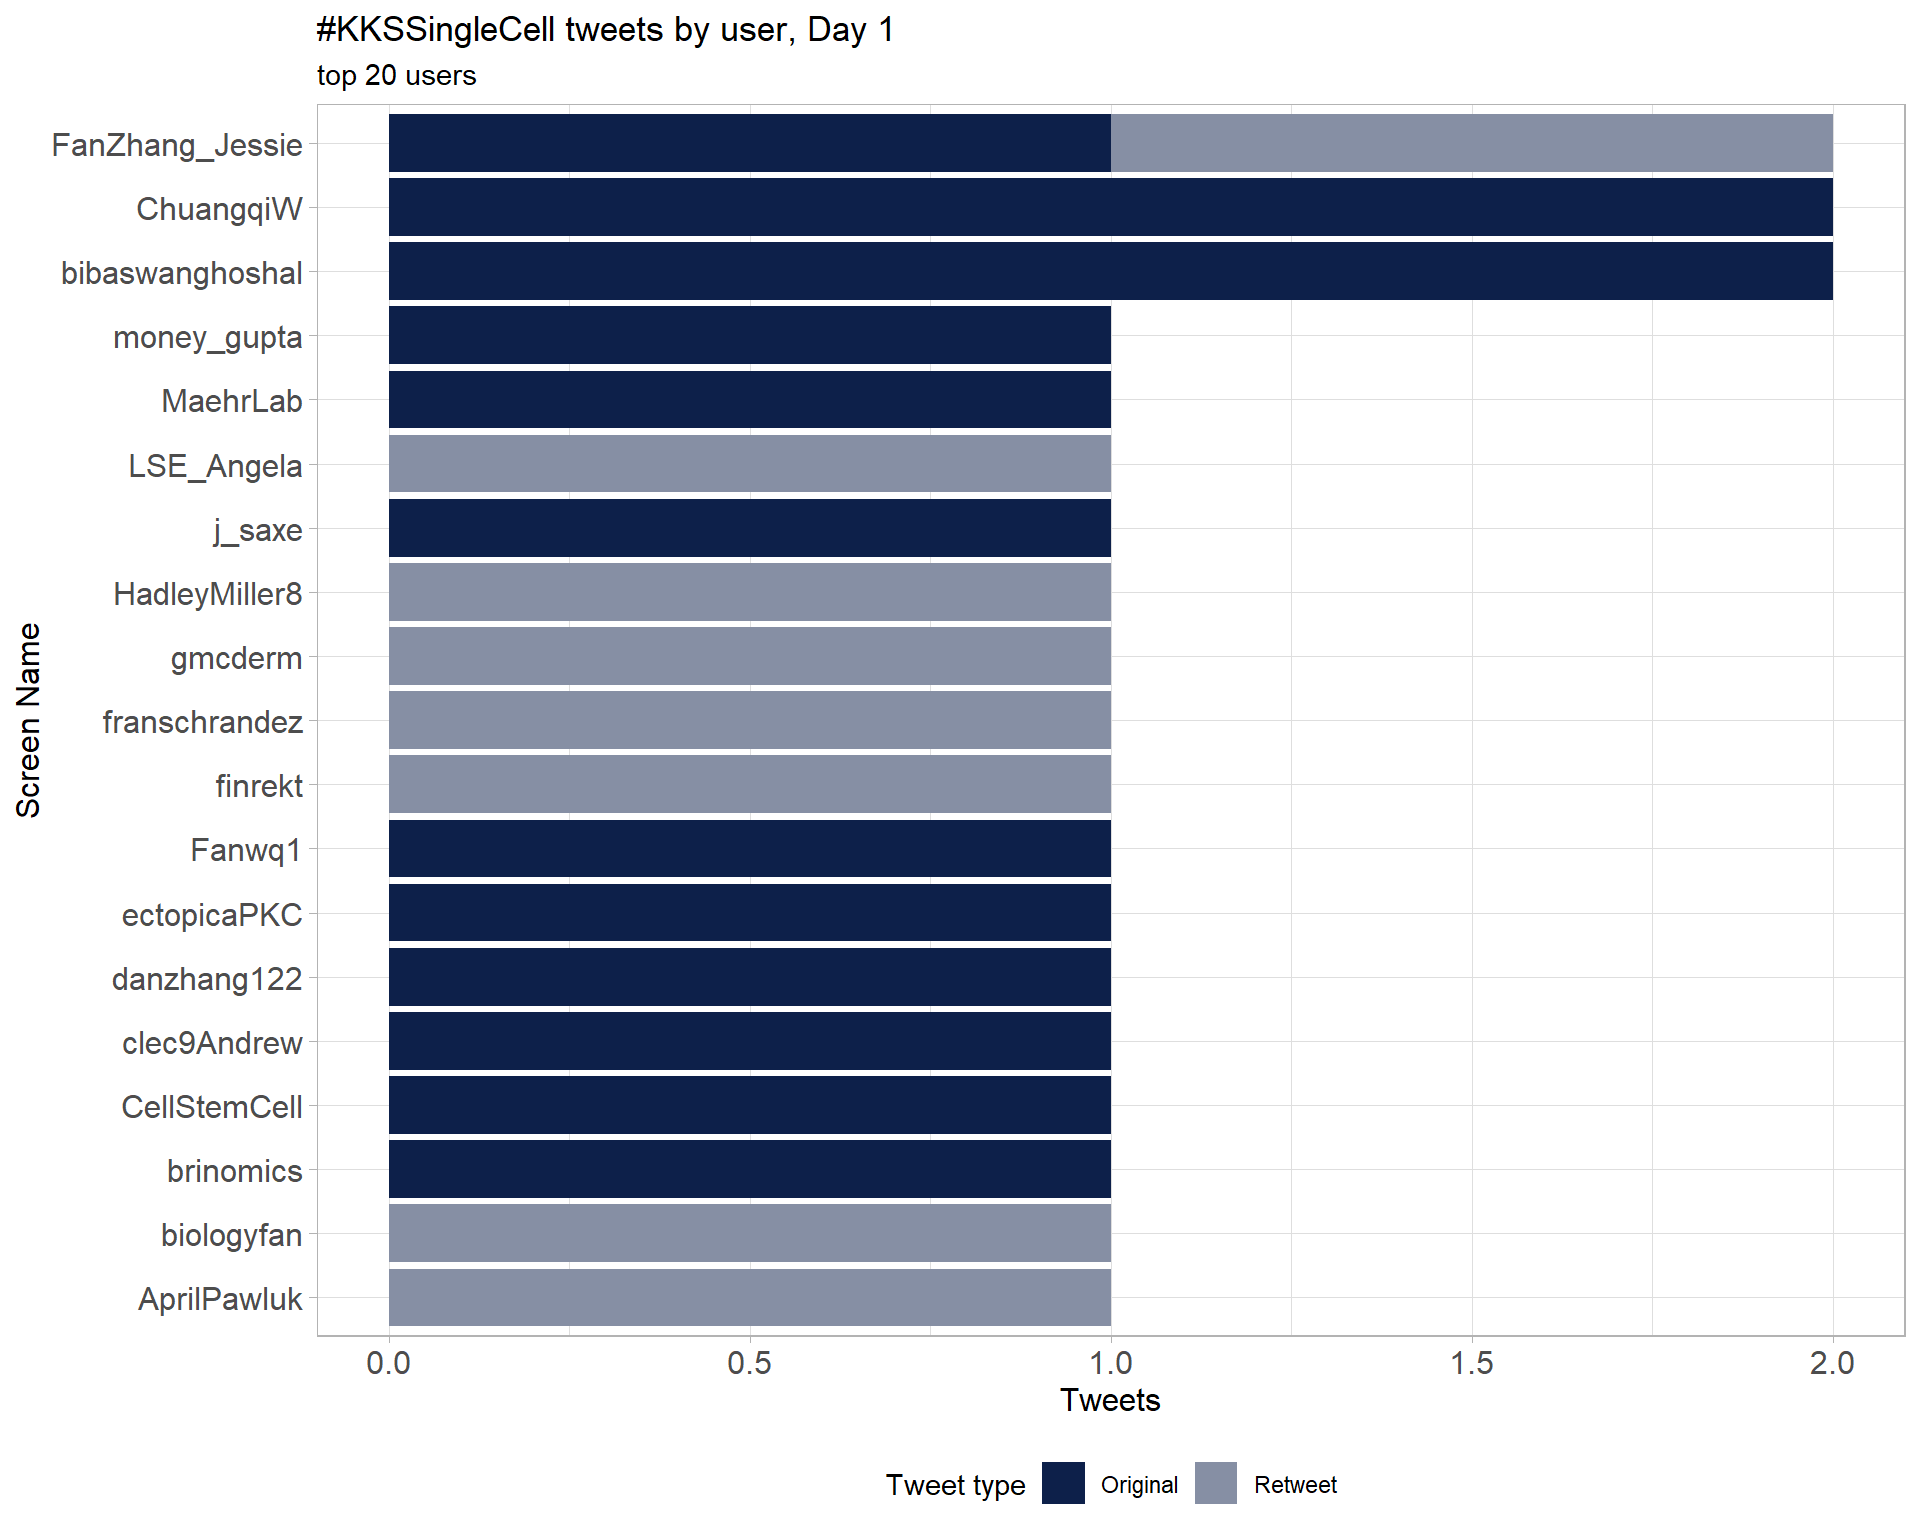 #KKSSingleCell tweets by user, Day 1
top 20 users
FanZhang_Jessie
ChuangqiW
bibaswanghoshal
money_gupta
MaehrLab
LSE_Angela
j_saxe
HadleyMiller8
gmcderm
franschrandez
finrekt
Fanwq1
ectopicaPKC
danzhang122
clec9Andrew
CellStemCell
brinomics
biologyfan
AprilPawluk
Screen Name
0.0 0.5 1.0 1.5 2.0
Tweets
Tweet type Original Retweet